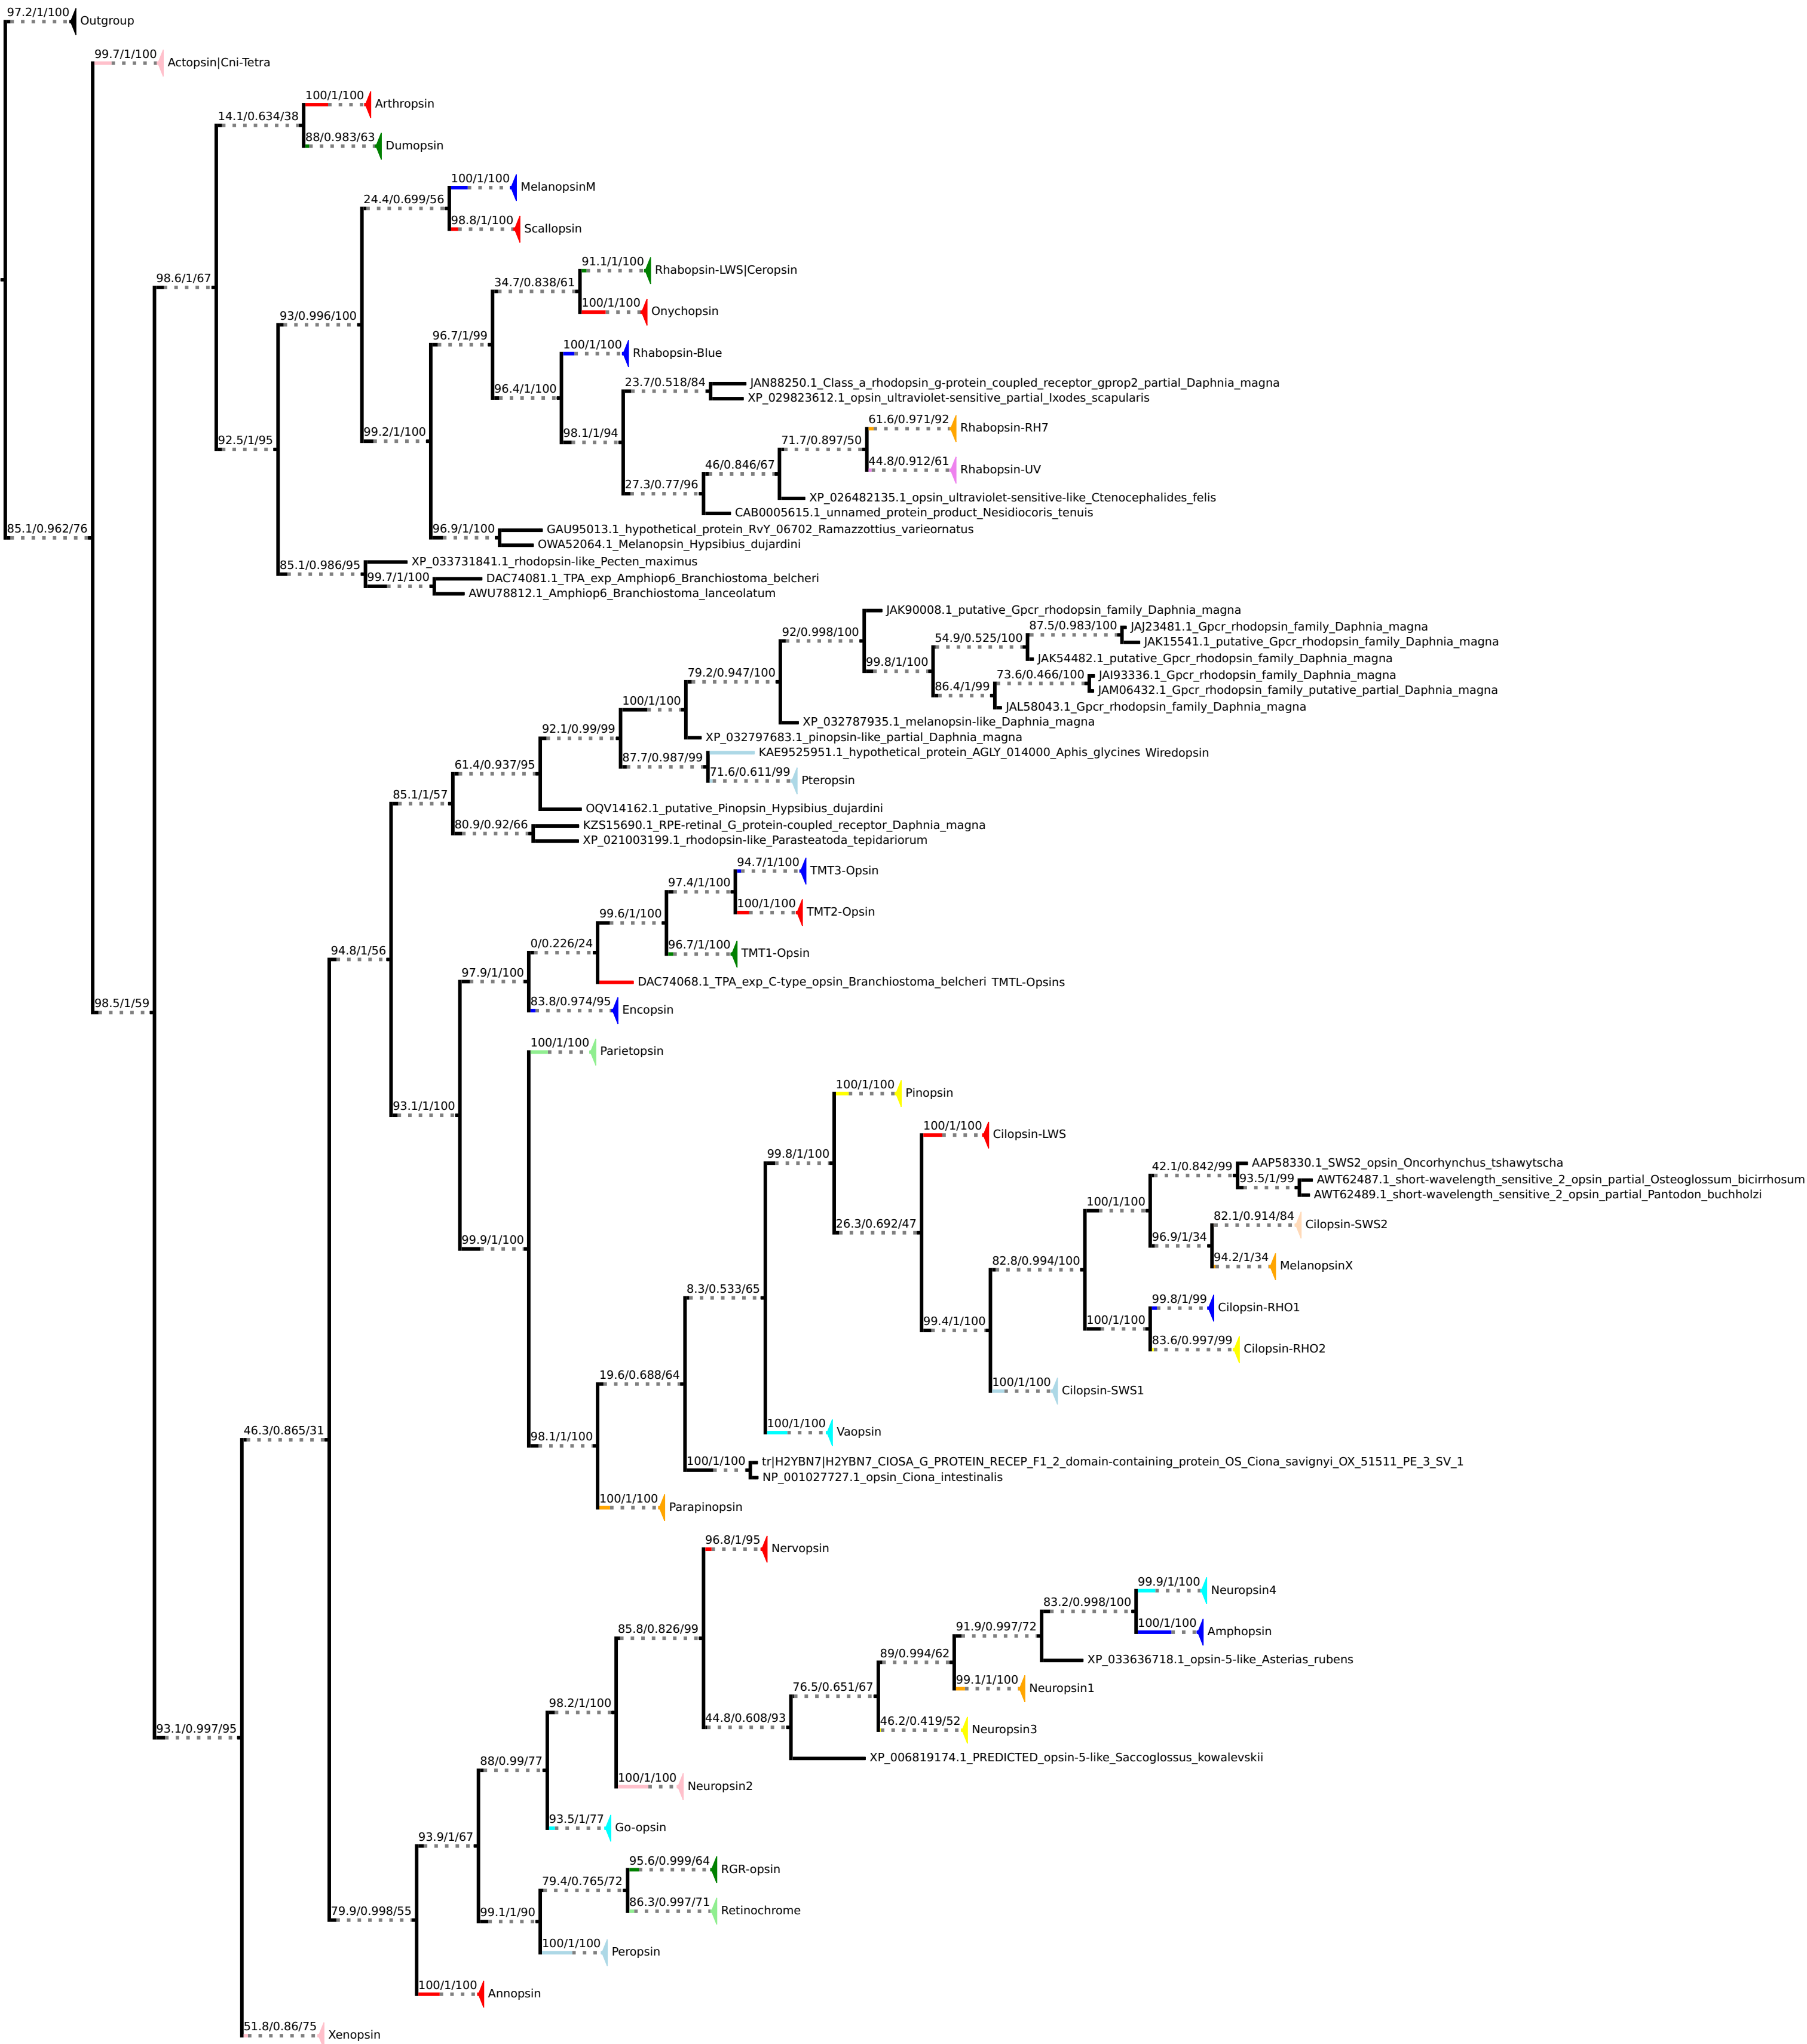 97.2/1/100 Outgroup
99.7/1/100 Actopsin|Cni-Tetra
100/1/100 Arthropsin
14.1/0.634/38
88/0.983/63 Dumopsin
100/1/100 MelanopsinM
24.4/0.699/56
98.8/1/100 Scallopsin
91.1/1/100 Rhabopsin-LWS|Ceropsin
98.6/1/67
34.7/0.838/61
100/1/100 Onychopsin
93/0.996/100
96.7/1/99
100/1/100 Rhabopsin-Blue
23.7/0.518/84 JAN88250.1_Class_a_rhodopsin_g-protein_coupled_receptor_gprop2_partial_Daphnia_magna
96.4/1/100
XP_029823612.1_opsin_ultraviolet-sensitive_partial_Ixodes_scapularis
61.6/0.971/92 Rhabopsin-RH7
99.2/1/100
98.1/1/94
71.7/0.897/50
92.5/1/95
44.8/0.912/61 Rhabopsin-UV
46/0.846/67
27.3/0.77/96
XP_026482135.1_opsin_ultraviolet-sensitive-like_Ctenocephalides_felis
CAB0005615.1_unnamed_protein_product_Nesidiocoris_tenuis
85.1/0.962/76
96.9/1/100
GAU95013.1_hypothetical_protein_RvY_06702_Ramazzottius_varieornatus
OWA52064.1_Melanopsin_Hypsibius_dujardini
85.1/0.986/95
XP_033731841.1_rhodopsin-like_Pecten_maximus
99.7/1/100 DAC74081.1_TPA_exp_Amphiop6_Branchiostoma_belcheri
AWU78812.1_Amphiop6_Branchiostoma_lanceolatum
JAK90008.1_putative_Gpcr_rhodopsin_family_Daphnia_magna
92/0.998/100
87.5/0.983/100 JAJ23481.1_Gpcr_rhodopsin_family_Daphnia_magna
54.9/0.525/100
JAK15541.1_putative_Gpcr_rhodopsin_family_Daphnia_magna
99.8/1/100
JAK54482.1_putative_Gpcr_rhodopsin_family_Daphnia_magna
79.2/0.947/100
73.6/0.466/100 JAI93336.1_Gpcr_rhodopsin_family_Daphnia_magna
86.4/1/99
JAM06432.1_Gpcr_rhodopsin_family_putative_partial_Daphnia_magna
100/1/100
JAL58043.1_Gpcr_rhodopsin_family_Daphnia_magna
XP_032787935.1_melanopsin-like_Daphnia_magna
92.1/0.99/99
XP_032797683.1_pinopsin-like_partial_Daphnia_magna
87.7/0.987/99
KAE9525951.1_hypothetical_protein_AGLY_014000_Aphis_glycines Wiredopsin
61.4/0.937/95
71.6/0.611/99 Pteropsin
85.1/1/57
OQV14162.1_putative_Pinopsin_Hypsibius_dujardini
80.9/0.92/66 KZS15690.1_RPE-retinal_G_protein-coupled_receptor_Daphnia_magna
XP_021003199.1_rhodopsin-like_Parasteatoda_tepidariorum
94.7/1/100 TMT3-Opsin
97.4/1/100
100/1/100 TMT2-Opsin
99.6/1/100
94.8/1/56
0/0.226/24
96.7/1/100 TMT1-Opsin
97.9/1/100
DAC74068.1_TPA_exp_C-type_opsin_Branchiostoma_belcheri TMTL-Opsins
98.5/1/59
83.8/0.974/95 Encopsin
100/1/100 Parietopsin
100/1/100 Pinopsin
93.1/1/100
100/1/100 Cilopsin-LWS
99.8/1/100
42.1/0.842/99 AAP58330.1_SWS2_opsin_Oncorhynchus_tshawytscha
93.5/1/99 AWT62487.1_short-wavelength_sensitive_2_opsin_partial_Osteoglossum_bicirrhosum
AWT62489.1_short-wavelength_sensitive_2_opsin_partial_Pantodon_buchholzi
100/1/100
82.1/0.914/84 Cilopsin-SWS2
26.3/0.692/47
96.9/1/34
99.9/1/100
94.2/1/34 MelanopsinX
82.8/0.994/100
8.3/0.533/65
99.8/1/99 Cilopsin-RHO1
99.4/1/100
100/1/100
83.6/0.997/99 Cilopsin-RHO2
19.6/0.688/64
100/1/100 Cilopsin-SWS1
46.3/0.865/31
100/1/100 Vaopsin
98.1/1/100
100/1/100 tr|H2YBN7|H2YBN7_CIOSA_G_PROTEIN_RECEP_F1_2_domain-containing_protein_OS_Ciona_savignyi_OX_51511_PE_3_SV_1
NP_001027727.1_opsin_Ciona_intestinalis
100/1/100 Parapinopsin
96.8/1/95 Nervopsin
99.9/1/100 Neuropsin4
83.2/0.998/100
85.8/0.826/99
91.9/0.997/72
100/1/100 Amphopsin
89/0.994/62
XP_033636718.1_opsin-5-like_Asterias_rubens
99.1/1/100 Neuropsin1
98.2/1/100
76.5/0.651/67
93.1/0.997/95
44.8/0.608/93
46.2/0.419/52 Neuropsin3
88/0.99/77
XP_006819174.1_PREDICTED_opsin-5-like_Saccoglossus_kowalevskii
100/1/100 Neuropsin2
93.5/1/77 Go-opsin
93.9/1/67
95.6/0.999/64 RGR-opsin
79.4/0.765/72
79.9/0.998/55
99.1/1/90
86.3/0.997/71 Retinochrome
100/1/100 Peropsin
100/1/100 Annopsin
51.8/0.86/75 Xenopsin